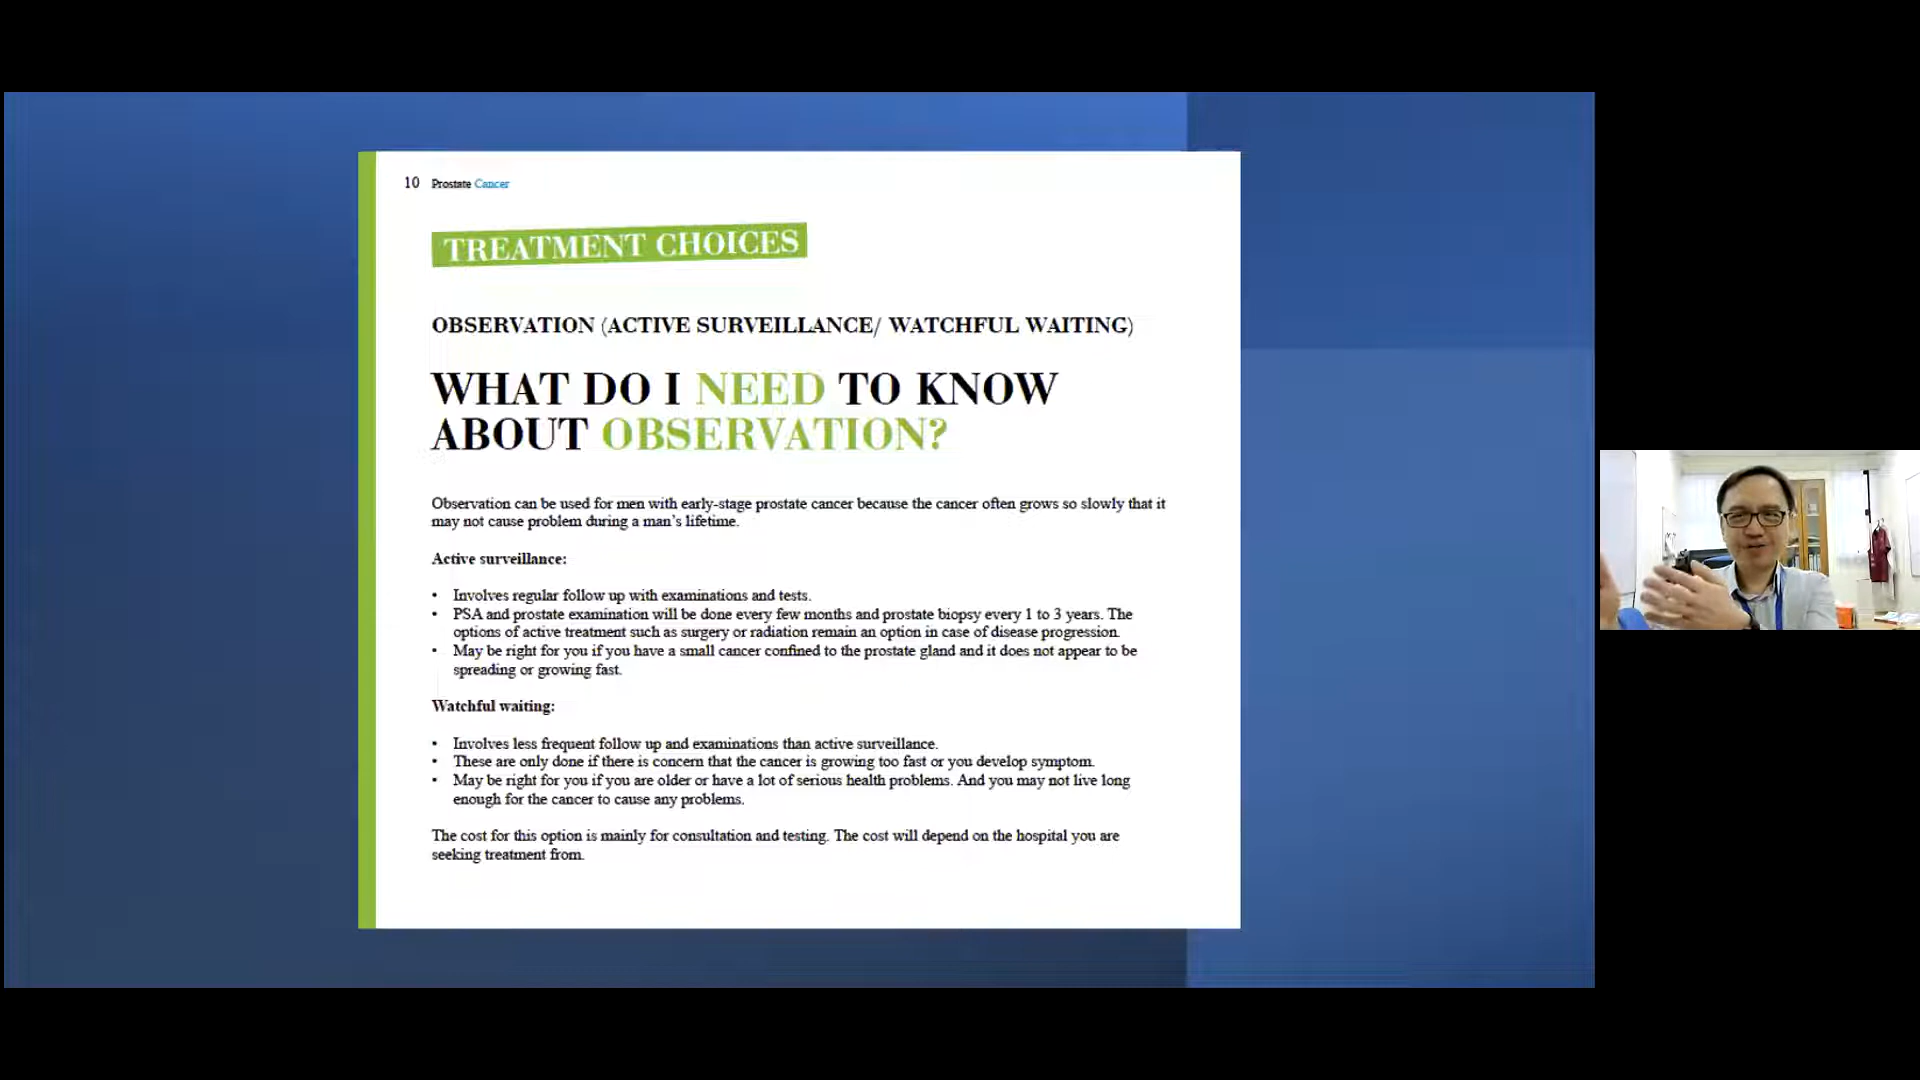 10 Prostate Cancer
TREATMENT CHOICES
OBSERVATION (ACTIVE SURVEILLANCE/ WATCHFUL WAITING)
WHAT DO I NEED TO KNOW
ABOUT OBSERVATION?
Observation can be used for men with early-stage prostate cancer because the cancer often grows so slowly that it
may not cause problem during a man's lifetime.
Active surveillance:
• Involves regular follow up with examinations and tests.
• PSA and prostate examination will be done every few months and prostate biopsy every 1 to 3 years. The
options of active treatment such as surgery or radiation remain an option in case of disease progression.
• May be right for you if you have a small cancer confined to the prostate gland and it does not appear to be
spreading or growing fast.
Watchful waiting:
• Involves less frequent follow up and examinations than active surveillance.
• These are only done if there is concern that the cancer is growing too fast or you develop symptom.
• May be right for you if you are older or have a lot of serious health problems. And you may not live long
enough for the cancer to cause any problems.
The cost for this option is mainly for consultation and testing. The cost will depend on the hospital you are
seeking treatment from.